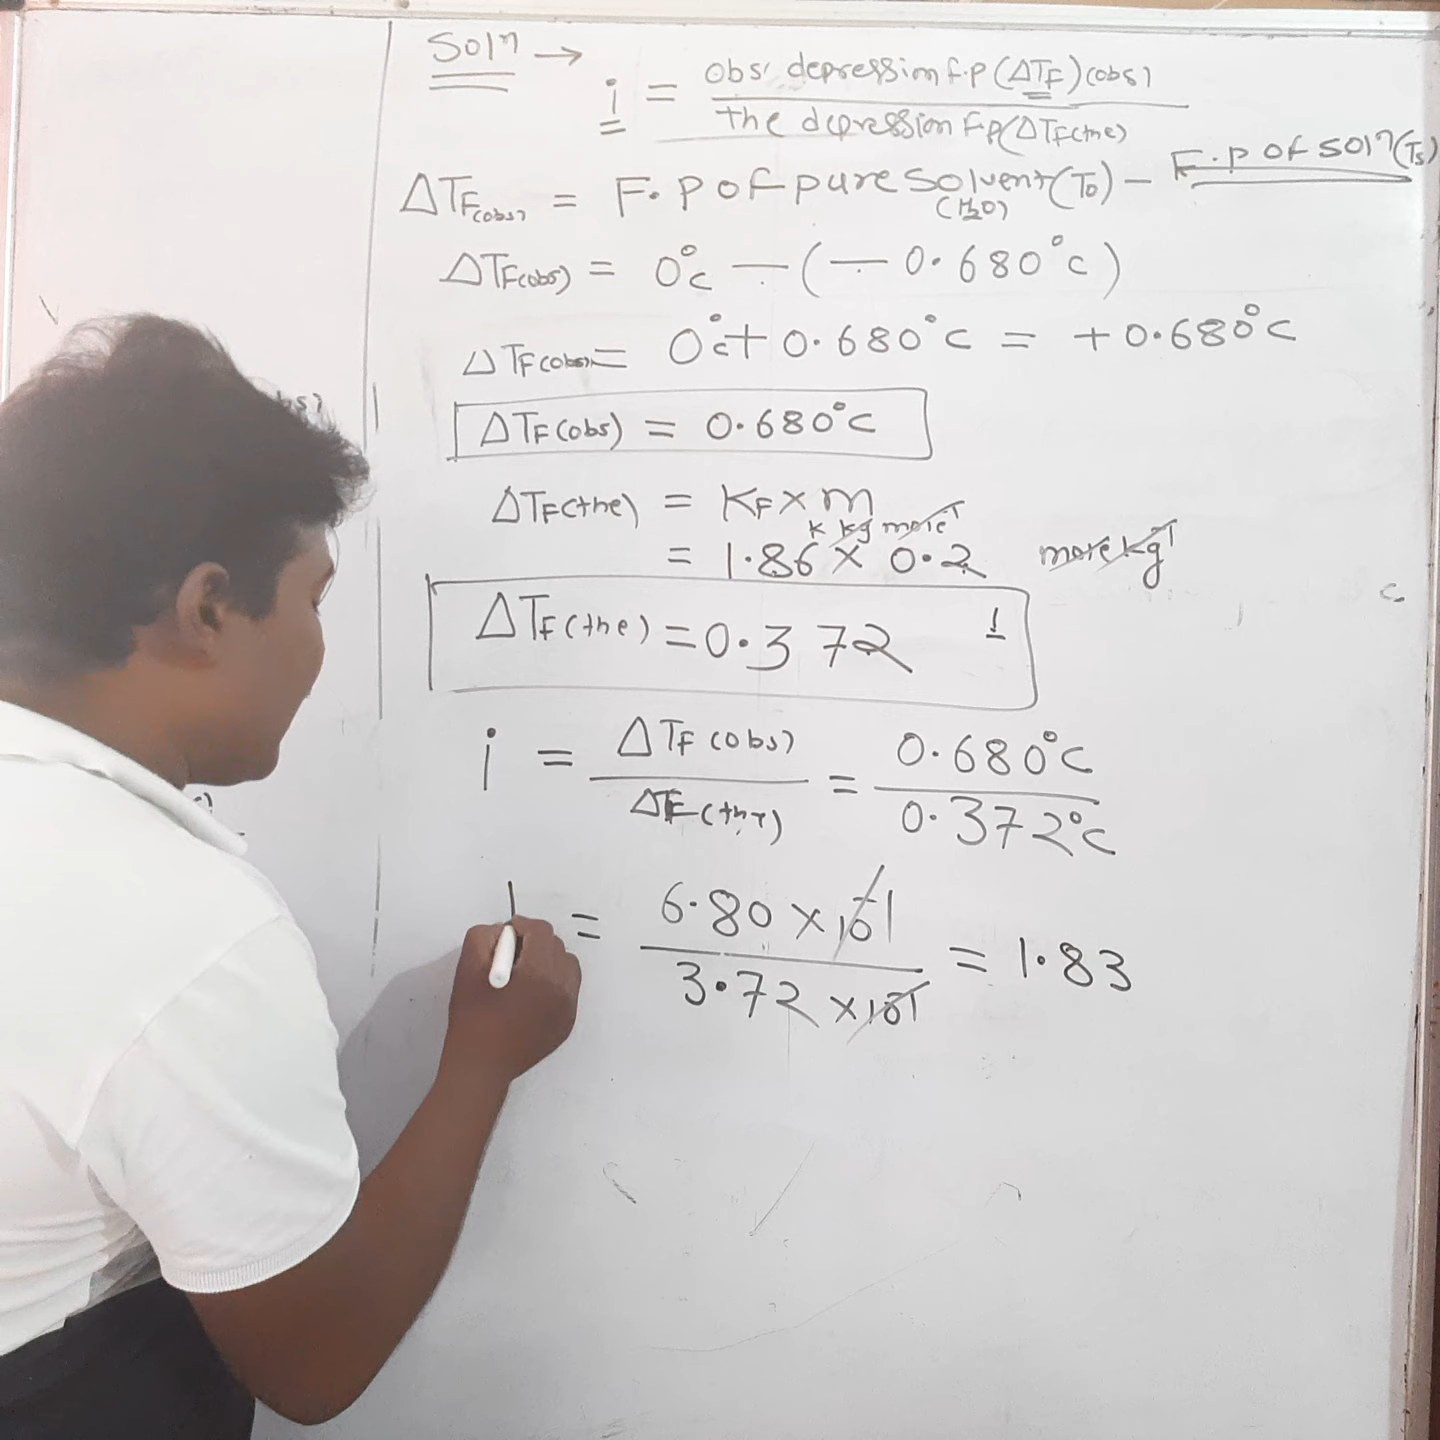 Solⁿ →
i = obs' depression f.p (ΔTF)(obs) / the depression F.p(ΔTF(the)
ΔTF(obs) = F.P of pure Solvent (T₀) – F.P of solⁿ(Ts)
(H₂O)
ΔTF(obs) = 0°c – (– 0.680°c)
ΔTF(obs) = 0°c + 0.680°c = + 0.680°c
ΔTF(obs) = 0.680°c
ΔTF(the) = KF × m
K kg mole⁻¹
= 1.86 × 0.2 mole kg⁻¹
ΔTF(the) = 0.372
i = ΔTF(obs) / ΔTF(the) = 0.680°c / 0.372°c
= 6.80 × 10⁻¹ / 3.72 × 10⁻¹ = 1.83